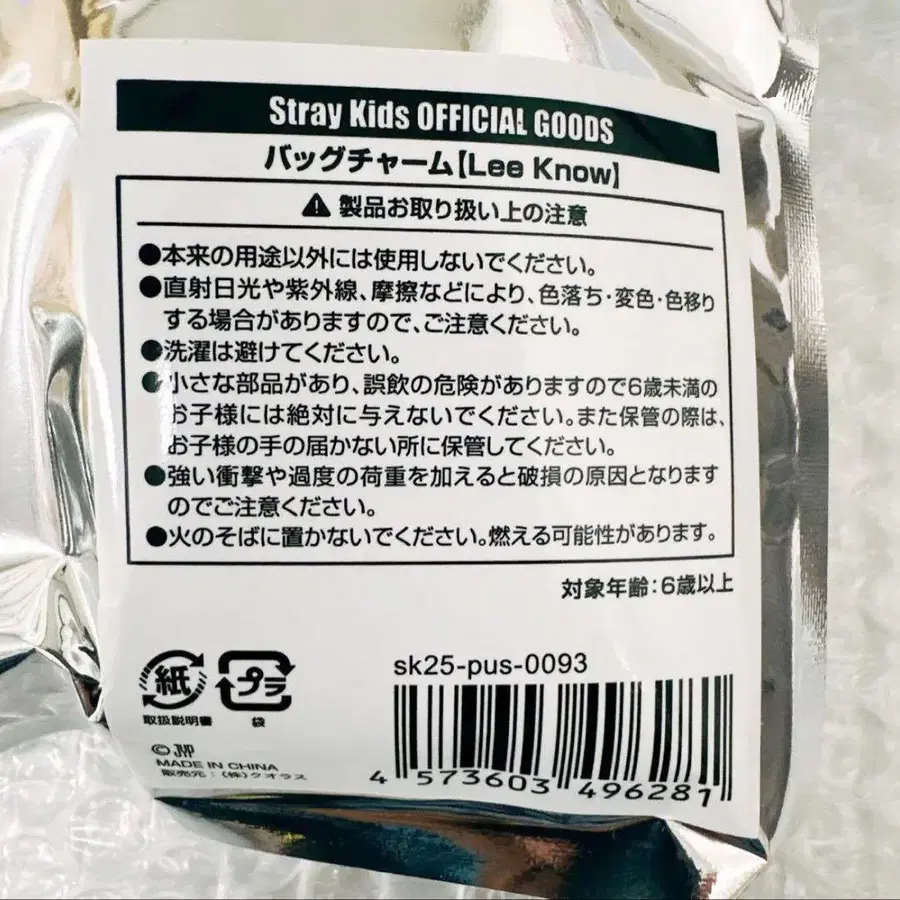 Stray Kids OFFICIAL GOODS
バッグチャーム【Lee Know】
⚠ 製品お取り扱い上の注意
●本来の用途以外には使用しないでください。
●直射日光や紫外線、摩擦などにより、色落ち・変色・色移り
する場合がありますので、ご注意ください。
●洗濯は避けてください。
●小さな部品があり、誤飲の危険がありますので6歳未満の
お子様には絶対に与えないでください。また保管の際は、
お子様の手の届かない所に保管してください。
●強い衝撃や過度の荷重を加えると破損の原因となります
のでご注意ください。
●火のそばに置かないでください。燃える可能性があります。
対象年齢：6歳以上
紙
プラ
取扱説明書
袋
sk25-pus-0093
©JYP
MADE IN CHINA
販売元：（株）クオラス
4 573603 496281